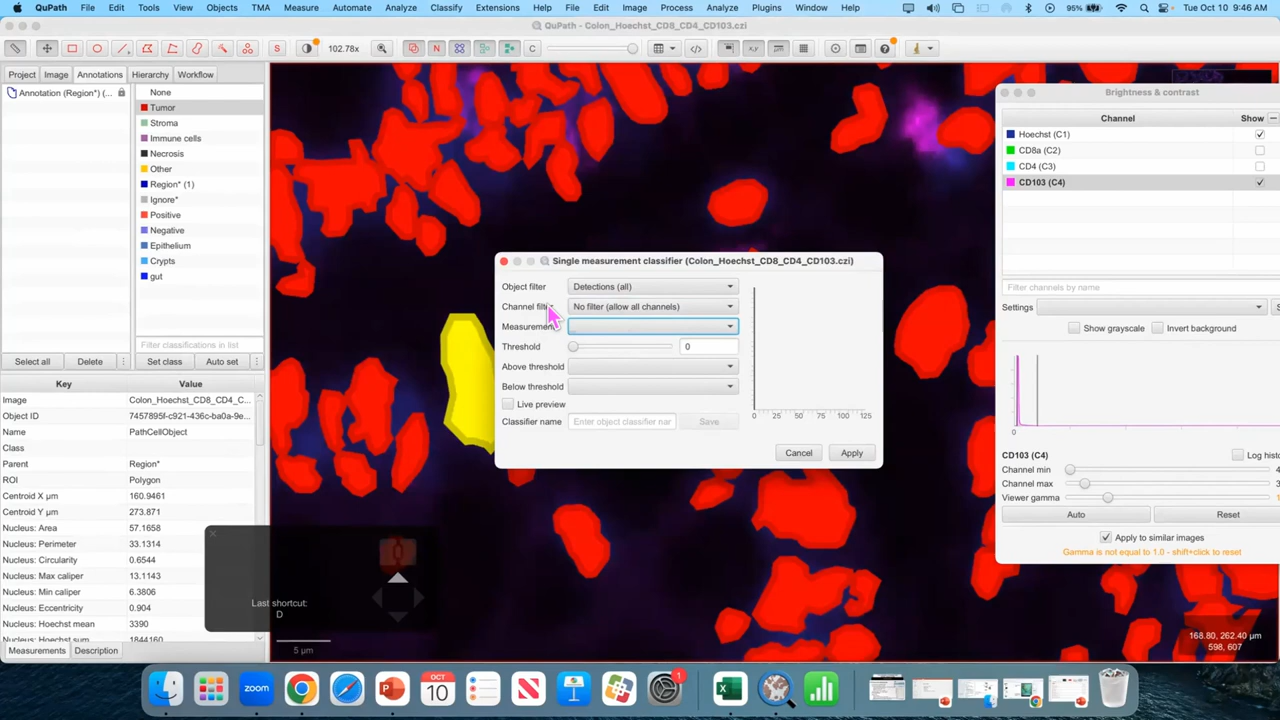 QuPath File Edit Tools View Objects TMA Measure Automate Analyze Classify Extensions Help File Edit Image Process Analyze Plugins Window 95% Tue Oct 10 9:46 AM
QuPath - Colon_Hoechst_CD8_CD4_CD103.czi
S 102.78x N C x,y
Project Image Annotations Hierarchy Workflow
Annotation (Region*) (...
None
Tumor
Stroma
Immune cells
Necrosis
Other
Region* (1)
Ignore*
Positive
Negative
Epithelium
Crypts
gut
Filter classifications in list
Select all Delete Set class Auto set
Key Value
Image Colon_Hoechst_CD8_CD4_C...
Object ID 7457895f-c921-436c-ba0a-9e...
Name PathCellObject
Class
Parent Region*
ROI Polygon
Centroid X µm 160.9461
Centroid Y µm 273.871
Nucleus: Area 57.1658
Nucleus: Perimeter 33.1314
Nucleus: Circularity 0.6544
Nucleus: Max caliper 13.1143
Nucleus: Min caliper 6.3806
Nucleus: Eccentricity 0.904
Nucleus: Hoechst mean 3390
Nucleus: Hoechst sum 1844160
Measurements Description
Last shortcut:
D
5 µm
Single measurement classifier (Colon_Hoechst_CD8_CD4_CD103.czi)
Object filter Detections (all)
Channel filter No filter (allow all channels)
Measurement
Threshold 0
Above threshold
Below threshold
Live preview
Classifier name Enter object classifier nar Save
0 25 50 75 100 125
Cancel Apply
Brightness & contrast
Channel Show
Hoechst (C1)
CD8a (C2)
CD4 (C3)
CD103 (C4)
Filter channels by name
Settings
Show grayscale Invert background
0
CD103 (C4) Log histo
Channel min 4
Channel max 3
Viewer gamma 1
Auto Reset
Apply to similar images
Gamma is not equal to 1.0 - shift+click to reset
168.80, 262.40 µm
598, 607
OCT
10
zoom
1